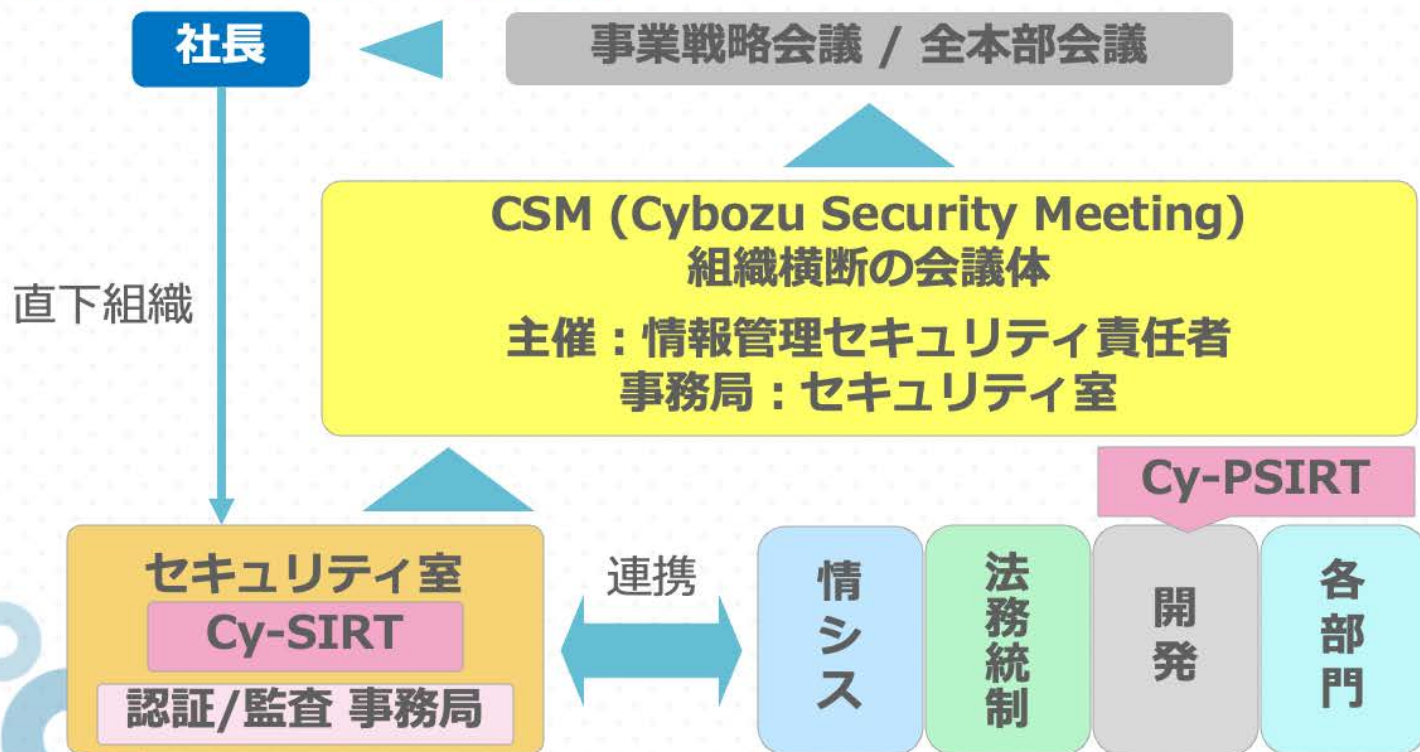 社長
事業戦略会議 / 全本部会議
CSM (Cybozu Security Meeting)
組織横断の会議体
主催：情報管理セキュリティ責任者
事務局：セキュリティ室
直下組織
Cy-PSIRT
セキュリティ室
Cy-SIRT
認証/監査 事務局
連携
情シス
法務統制
開発
各部門